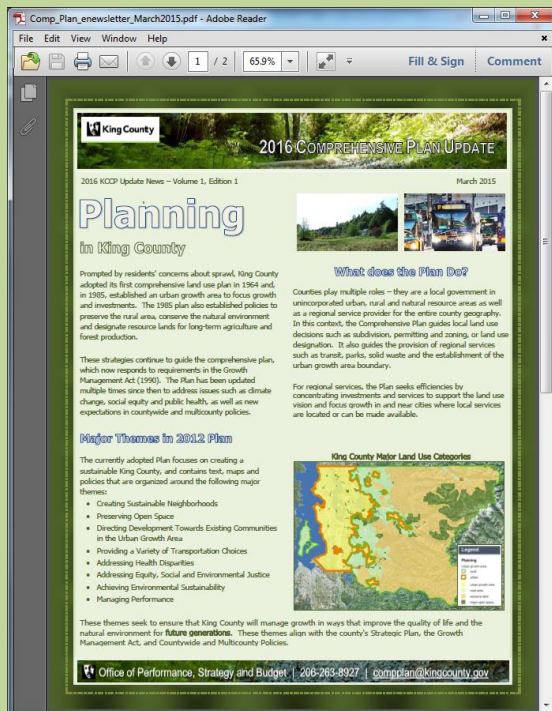 Comp_Plan_enewsletter_March2015.pdf - Adobe Reader
File Edit View Window Help
1 / 2 65.9% Fill & Sign Comment
King County
2016 COMPREHENSIVE PLAN UPDATE
2016 KCCP Update News – Volume 1, Edition 1 March 2015
Planning
in King County
Prompted by residents' concerns about sprawl, King County
adopted its first comprehensive land use plan in 1964 and,
in 1985, established an urban growth area to focus growth
and investments. The 1985 plan also established policies to
preserve the rural area, conserve the natural environment
and designate resource lands for long-term agriculture and
forest production.
These strategies continue to guide the comprehensive plan,
which now responds to requirements in the Growth
Management Act (1990). The Plan has been updated
multiple times since then to address issues such as climate
change, social equity and public health, as well as new
expectations in countywide and multicounty policies.
Major Themes in 2012 Plan
The currently adopted Plan focuses on creating a
sustainable King County, and contains text, maps and
policies that are organized around the following major
themes:
• Creating Sustainable Neighborhoods
• Preserving Open Space
• Directing Development Towards Existing Communities
in the Urban Growth Area
• Providing a Variety of Transportation Choices
• Addressing Health Disparities
• Addressing Equity, Social and Environmental Justice
• Achieving Environmental Sustainability
• Managing Performance
What does the Plan Do?
Counties play multiple roles – they are a local government in
unincorporated urban, rural and natural resource areas as well
as a regional service provider for the entire county geography.
In this context, the Comprehensive Plan guides local land use
decisions such as subdivision, permitting and zoning, or land use
designation. It also guides the provision of regional services
such as transit, parks, solid waste and the establishment of the
urban growth area boundary.
For regional services, the Plan seeks efficiencies by
concentrating investments and services to support the land use
vision and focus growth in and near cities where local services
are located or can be made available.
King County Major Land Use Categories
Legend
Planning
These themes seek to ensure that King County will manage growth in ways that improve the quality of life and the
natural environment for future generations. These themes align with the county's Strategic Plan, the Growth
Management Act, and Countywide and Multicounty Policies.
Office of Performance, Strategy and Budget | 206-263-8927 | compplan@kingcounty.gov